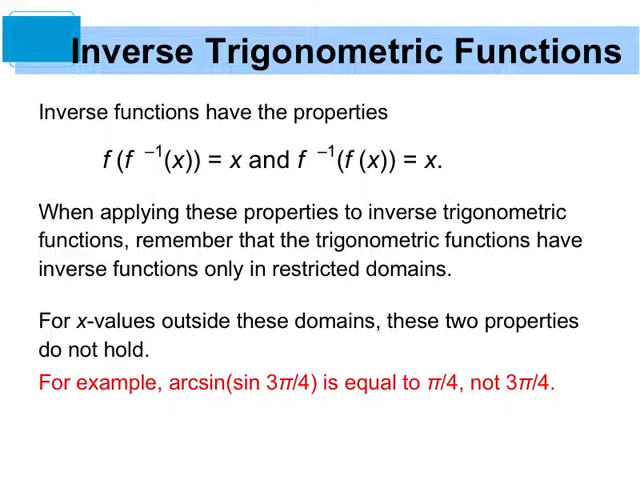 Inverse Trigonometric Functions
Inverse functions have the properties
f (f ⁻¹(x)) = x and f ⁻¹(f (x)) = x.
When applying these properties to inverse trigonometric
functions, remember that the trigonometric functions have
inverse functions only in restricted domains.
For x-values outside these domains, these two properties
do not hold.
For example, arcsin(sin 3π/4) is equal to π/4, not 3π/4.